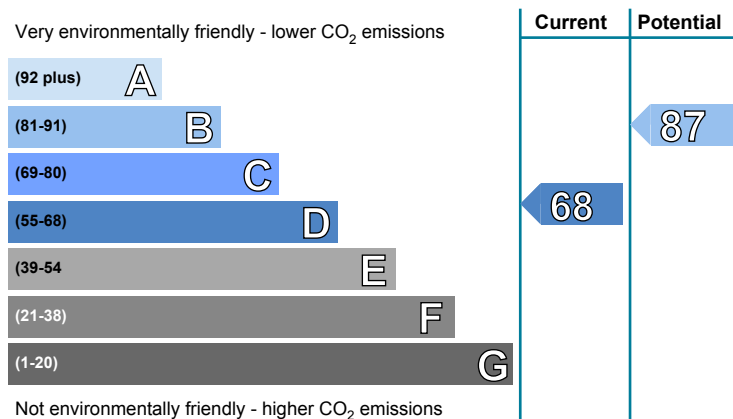 Very environmentally friendly - lower CO₂ emissions
Current
Potential
(92 plus) A
(81-91) B
87
(69-80) C
(55-68) D
68
(39-54 E
(21-38) F
(1-20) G
Not environmentally friendly - higher CO₂ emissions